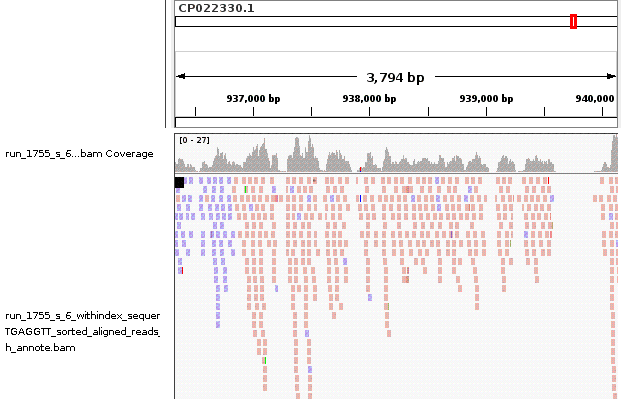 CP022330.1
3,794 bp
937,000 bp
938,000 bp
939,000 bp
940,000
[0 - 27]
run_1755_s_6...bam Coverage
run_1755_s_6_withindex_sequer
TGAGGTT_sorted_aligned_reads_
h_annote.bam